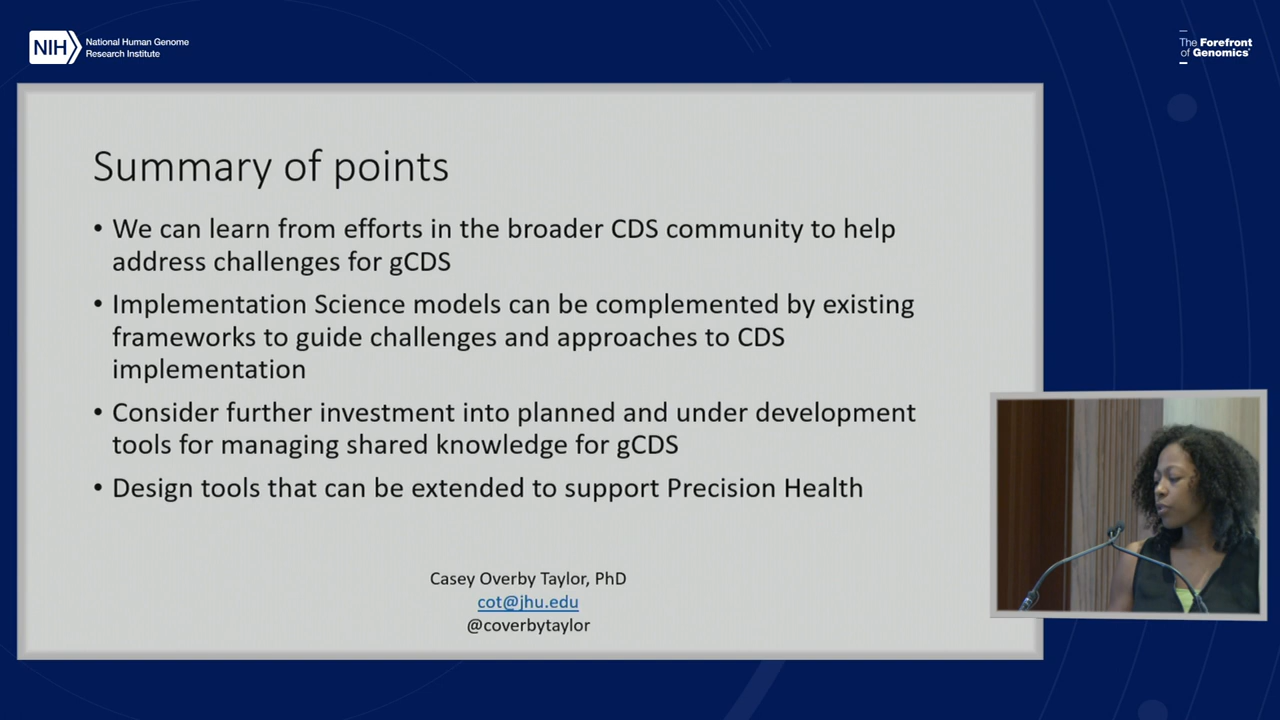 NIH
National Human Genome
Research Institute
The Forefront
of Genomics
Summary of points
• We can learn from efforts in the broader CDS community to help
address challenges for gCDS
• Implementation Science models can be complemented by existing
frameworks to guide challenges and approaches to CDS
implementation
• Consider further investment into planned and under development
tools for managing shared knowledge for gCDS
• Design tools that can be extended to support Precision Health
Casey Overby Taylor, PhD
cot@jhu.edu
@coverbytaylor